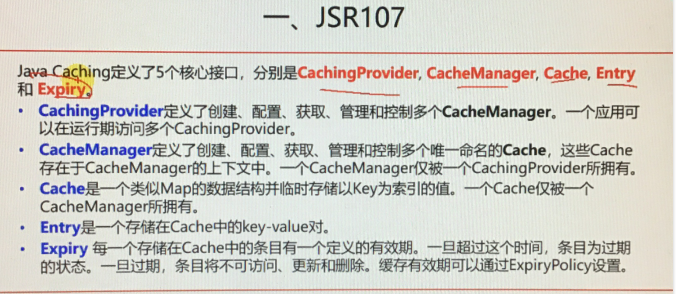 一、JSR107
Java Caching定义了5个核心接口，分别是CachingProvider, CacheManager, Cache, Entry
和 Expiry。
• CachingProvider定义了创建、配置、获取、管理和控制多个CacheManager。一个应用可
以在运行期访问多个CachingProvider。
• CacheManager定义了创建、配置、获取、管理和控制多个唯一命名的Cache，这些Cache
存在于CacheManager的上下文中。一个CacheManager仅被一个CachingProvider所拥有。
• Cache是一个类似Map的数据结构并临时存储以Key为索引的值。一个Cache仅被一个
CacheManager所拥有。
• Entry是一个存储在Cache中的key-value对。
• Expiry 每一个存储在Cache中的条目有一个定义的有效期。一旦超过这个时间，条目为过期
的状态。一旦过期，条目将不可访问、更新和删除。缓存有效期可以通过ExpiryPolicy设置。